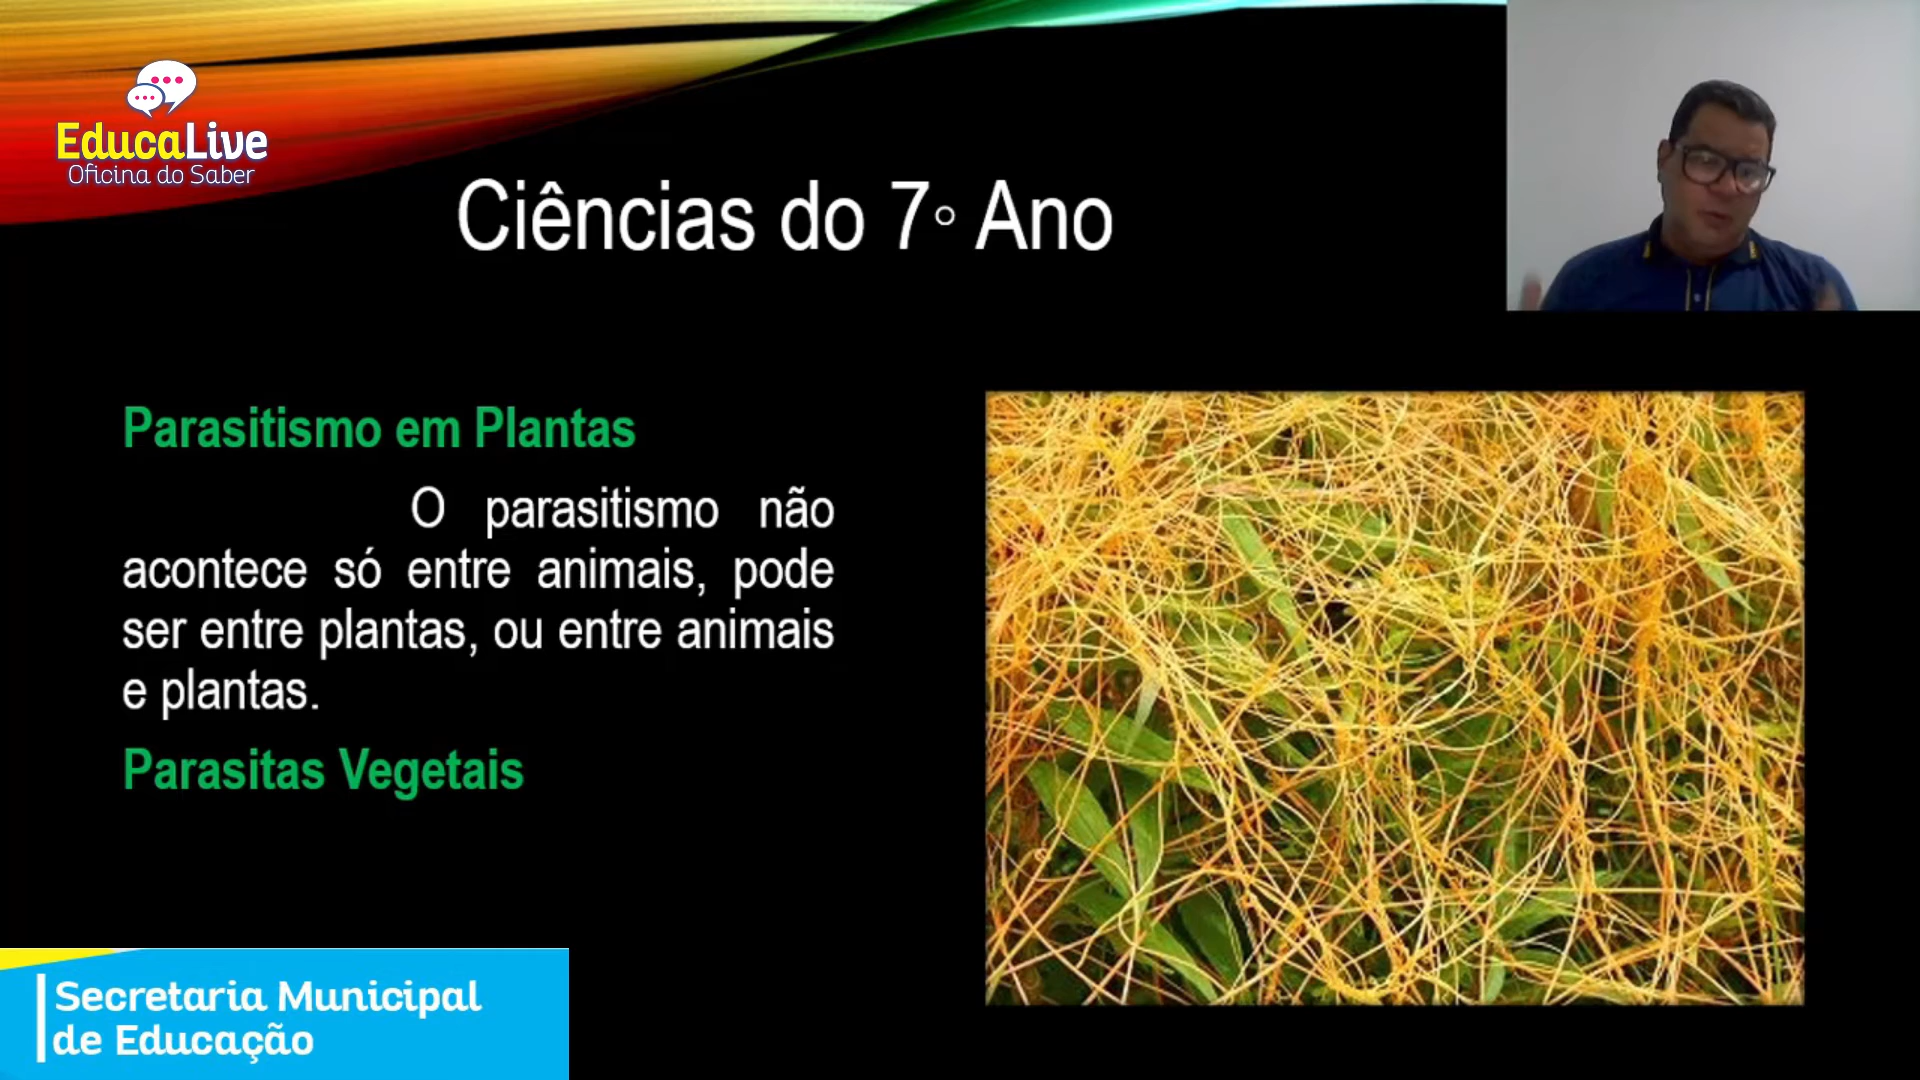 EducaLive
Oficina do Saber
Ciências do 7° Ano
Parasitismo em Plantas
O parasitismo não
acontece só entre animais, pode
ser entre plantas, ou entre animais
e plantas.
Parasitas Vegetais
Secretaria Municipal
de Educação